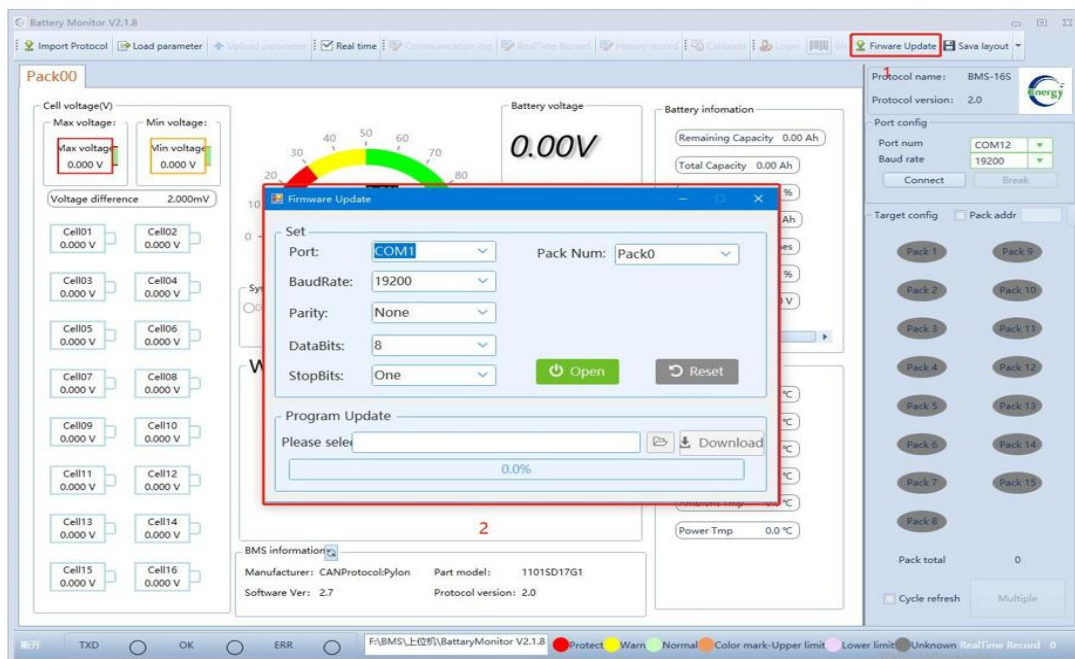 Battery Monitor V2.1.8
Import Protocol Load parameter Upload parameter Real time Communication log RealTime Record History record Calibrate Login SN Finware Update Sava layout
1
Pack00
Protocol name: BMS-16S
Protocol version: 2.0
energy
Cell voltage(V)
Max voltage: Min voltage:
Max voltage Min voltage
0.000 V 0.000 V
Voltage difference 2.000mV
Cell01 Cell02
0.000 V 0.000 V
Cell03 Cell04
0.000 V 0.000 V
Cell05 Cell06
0.000 V 0.000 V
Cell07 Cell08
0.000 V 0.000 V
Cell09 Cell10
0.000 V 0.000 V
Cell11 Cell12
0.000 V 0.000 V
Cell13 Cell14
0.000 V 0.000 V
Cell15 Cell16
0.000 V 0.000 V
10 20 30 40 50 60 70 80
0
Battery voltage
0.00V
Battery infomation
Remaining Capacity 0.00 Ah
Total Capacity 0.00 Ah
%
Ah
%
V
Sys
W
Firmware Update
Set
Port: COM1 Pack Num: Pack0
BaudRate: 19200
Parity: None
DataBits: 8
StopBits: One
Open Reset
Program Update
Please selec
Download
0.0%
2
℃
℃
℃
℃
℃
Ambient Tmp 0.0 ℃
Power Tmp 0.0 ℃
BMS information
Manufacturer: CANProtocol:Pylon Part model: 1101SD17G1
Software Ver: 2.7 Protocol version: 2.0
Port config
Port num COM12
Baud rate 19200
Connect Break
Target config Pack addr
Pack 1 Pack 9
Pack 2 Pack 10
Pack 3 Pack 11
Pack 4 Pack 12
Pack 5 Pack 13
Pack 6 Pack 14
Pack 7 Pack 15
Pack 8
Pack total 0
Cycle refresh Multiple
断开 TXD OK ERR F:\BMS\上位机\BattaryMonitor V2.1.8 Protect Warn Normal Color mark-Upper limit Lower limit Unknown RealTime Record 0